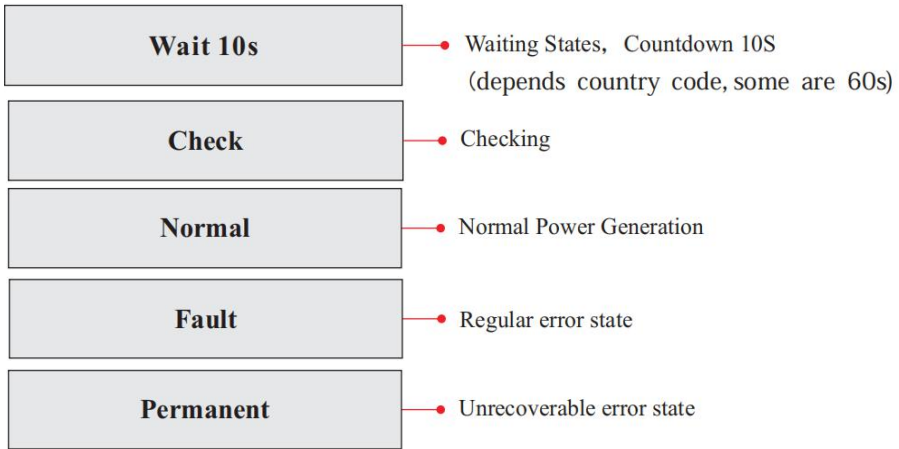 Wait 10s
Waiting States, Countdown 10S
(depends country code, some are 60s)
Check
Checking
Normal
Normal Power Generation
Fault
Regular error state
Permanent
Unrecoverable error state